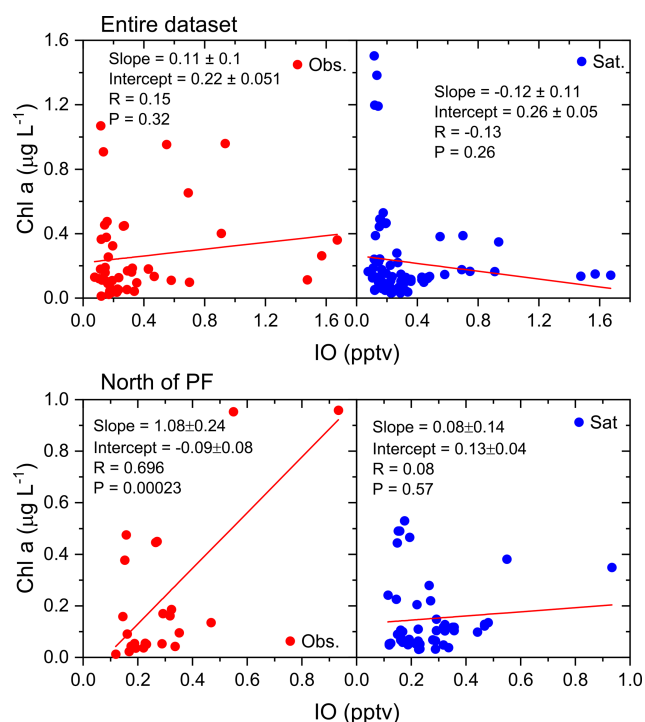 Entire dataset
Slope = 0.11 ± 0.1
Intercept = 0.22 ± 0.051
R = 0.15
P = 0.32
Obs.
Sat.
Slope = -0.12 ± 0.11
Intercept = 0.26 ± 0.05
R = -0.13
P = 0.26
Chl a (μg L⁻¹)
1.6
1.2
0.8
0.4
0.0
0.0 0.4 0.8 1.2 1.6 0.0 0.4 0.8 1.2 1.6
IO (pptv) IO (pptv)
North of PF
Slope = 1.08±0.24
Intercept = -0.09±0.08
R = 0.696
P = 0.00023
Obs.
Slope = 0.08±0.14
Intercept = 0.13±0.04
R = 0.08
P = 0.57
Sat
Chl a (μg L⁻¹)
1.0
0.8
0.6
0.4
0.2
0.0
0.0 0.2 0.4 0.6 0.8 0.0 0.2 0.4 0.6 0.8 1.0
IO (pptv) IO (pptv)